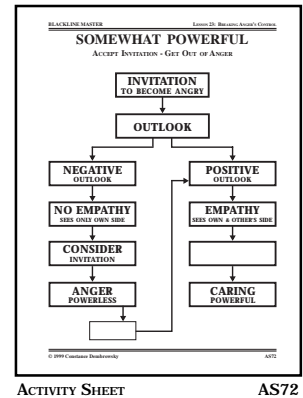 BLACKLINE MASTER
LESSON 23: BREAKING ANGER'S CONTROL
SOMEWHAT POWERFUL
ACCEPT INVITATION - GET OUT OF ANGER
INVITATION
TO BECOME ANGRY
OUTLOOK
NEGATIVE
OUTLOOK
POSITIVE
OUTLOOK
NO EMPATHY
SEES ONLY OWN SIDE
EMPATHY
SEES OWN & OTHER'S SIDE
CONSIDER
INVITATION
ANGER
POWERLESS
CARING
POWERFUL
© 1999 Constance Dembrowsky
AS72
ACTIVITY SHEET
AS72